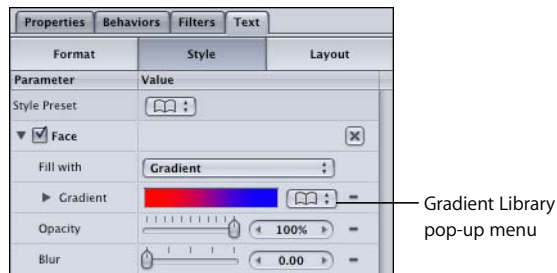 Properties Behaviors Filters Text
Format Style Layout
Parameter Value
Style Preset
Face
Fill with Gradient
Gradient
Gradient Library
pop-up menu
Opacity 100%
Blur 0.00